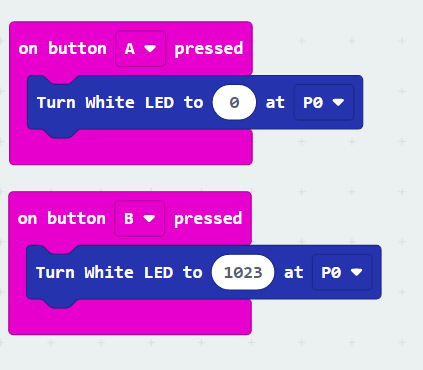 on button A pressed
Turn White LED to 0 at P0
on button B pressed
Turn White LED to 1023 at P0